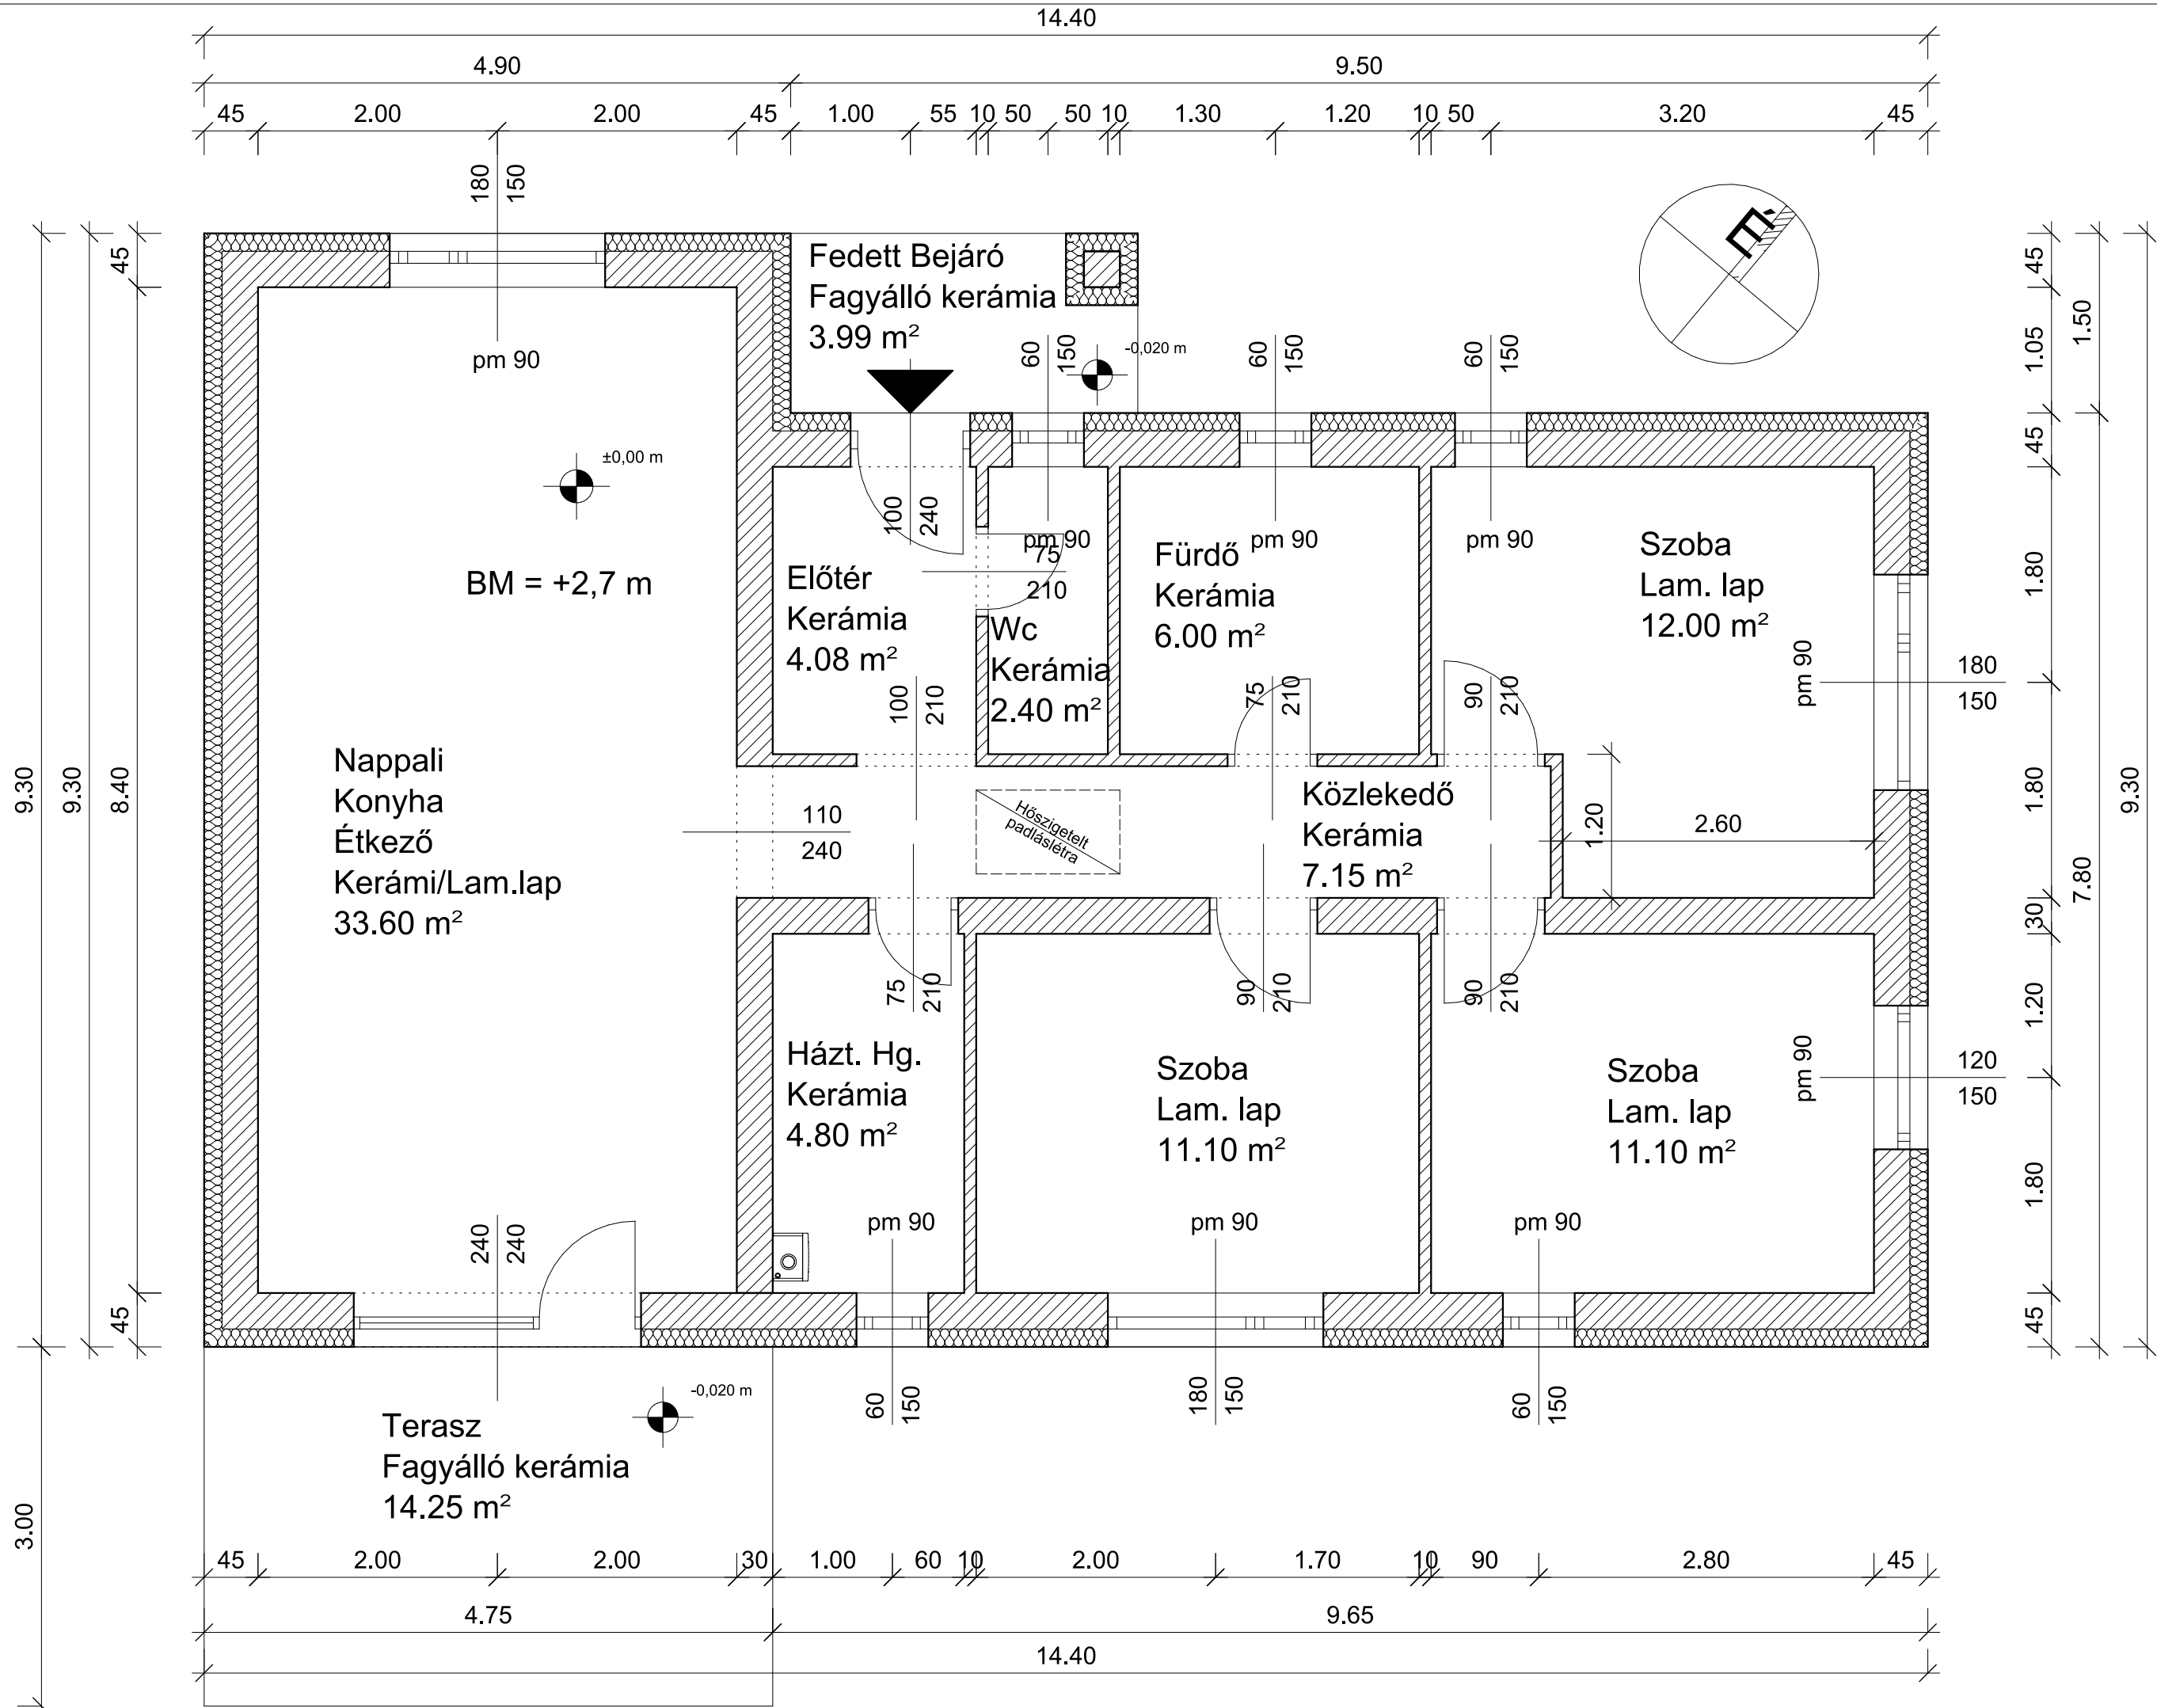 14.40
4.90 9.50
45 2.00 2.00 45 1.00 55 10 50 50 10 1.30 1.20 10 50 3.20 45
180 150
pm 90
Fedett Bejáró
Fagyálló kerámia
3.99 m²
60 150
-0,020 m
60 150
60 150
É
±0,00 m
BM = +2,7 m
100 240
pm 90
75
210
pm 90
pm 90
Előtér
Kerámia
4.08 m²
Wc
Kerámia
2.40 m²
Fürdő
Kerámia
6.00 m²
Szoba
Lam. lap
12.00 m²
pm 90
180
150
100 210
75 210
90 210
Nappali
Konyha
Étkező
Kerámi/Lam.lap
33.60 m²
110
240
Hőszigetelt
padláslétra
Közlekedő
Kerámia
7.15 m²
1.20
2.60
75 210
90 210
90 210
Házt. Hg.
Kerámia
4.80 m²
Szoba
Lam. lap
11.10 m²
Szoba
Lam. lap
11.10 m²
pm 90
120
150
240 240
pm 90
pm 90
pm 90
60 150
180 150
60 150
-0,020 m
Terasz
Fagyálló kerámia
14.25 m²
9.30
3.00
9.30
45
8.40
45
45
1.05
45
1.80
1.80
30
1.20
1.80
45
1.50
7.80
9.30
45 2.00 2.00 30 1.00 60 10 2.00 1.70 10 90 2.80 45
4.75 9.65
14.40